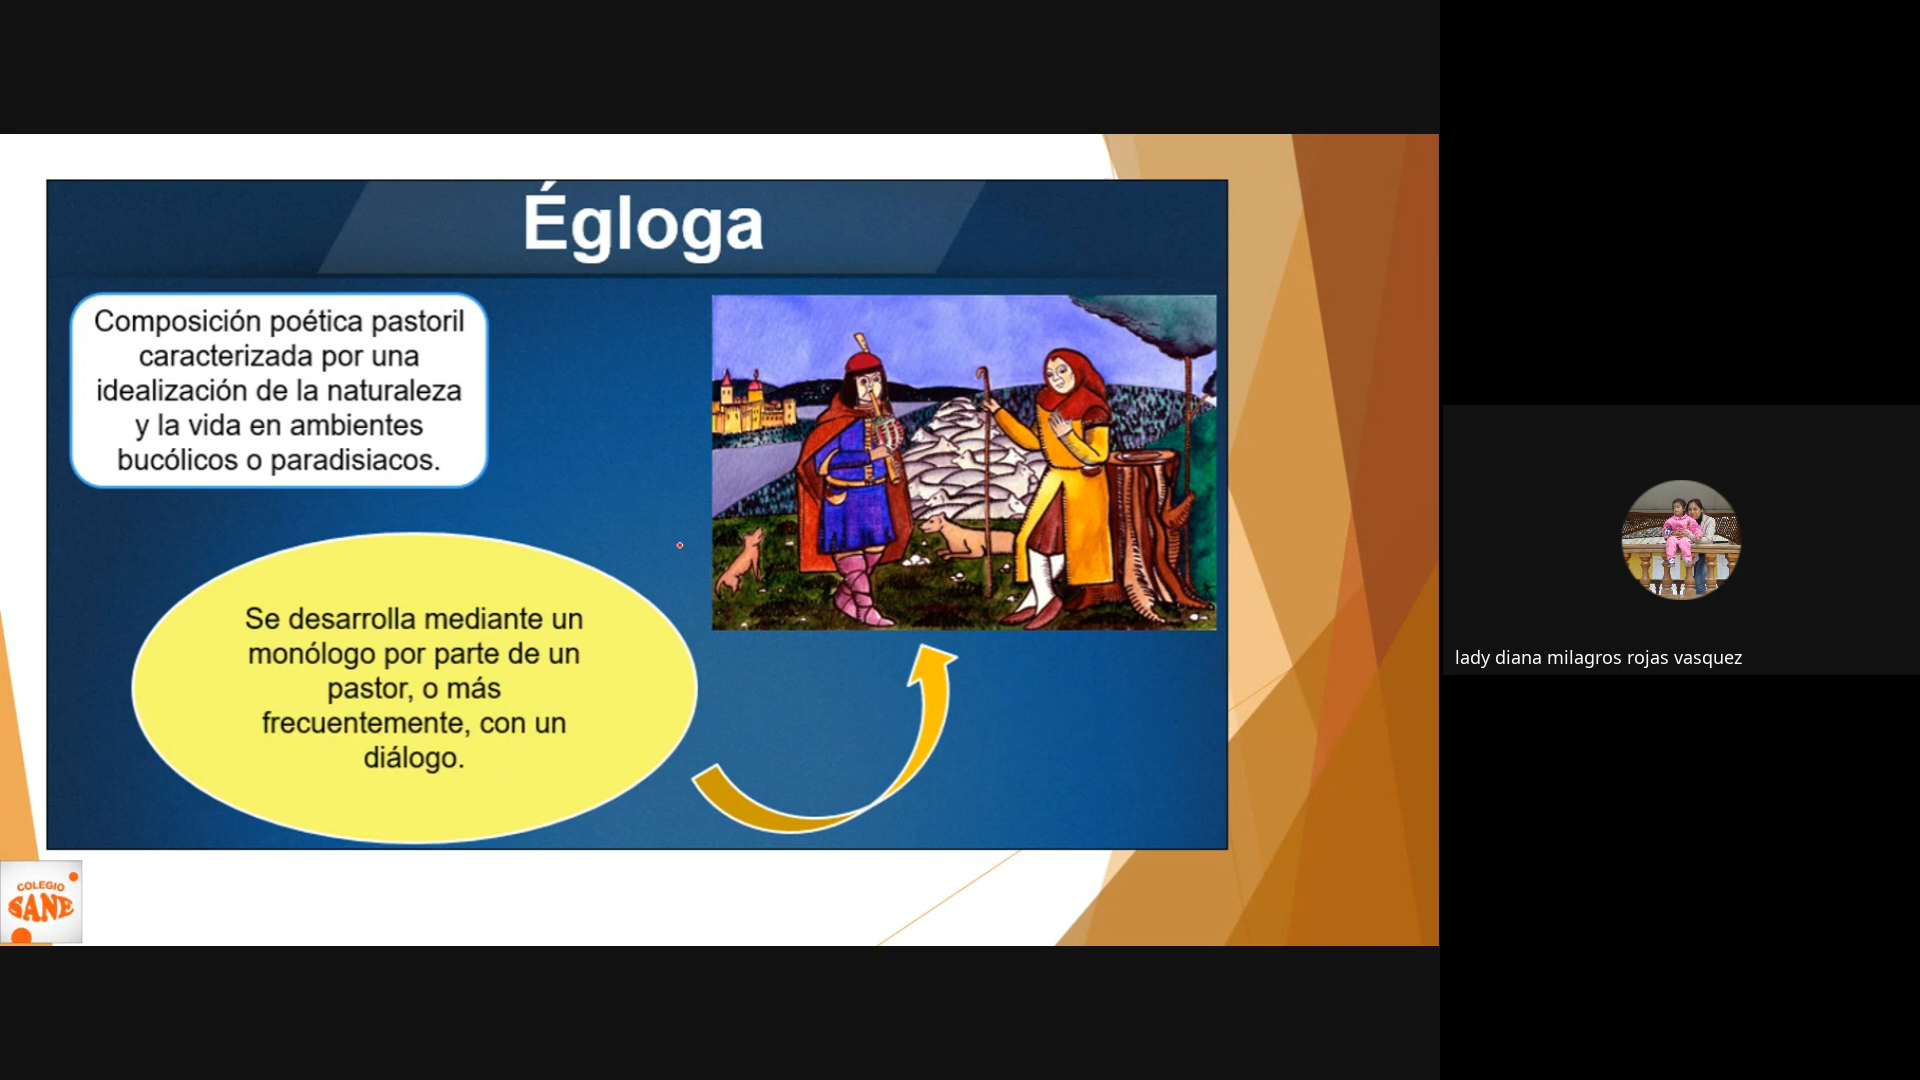 Égloga
Composición poética pastoril
caracterizada por una
idealización de la naturaleza
y la vida en ambientes
bucólicos o paradisiacos.
Se desarrolla mediante un
monólogo por parte de un
pastor, o más
frecuentemente, con un
diálogo.
COLEGIO
SANE
lady diana milagros rojas vasquez